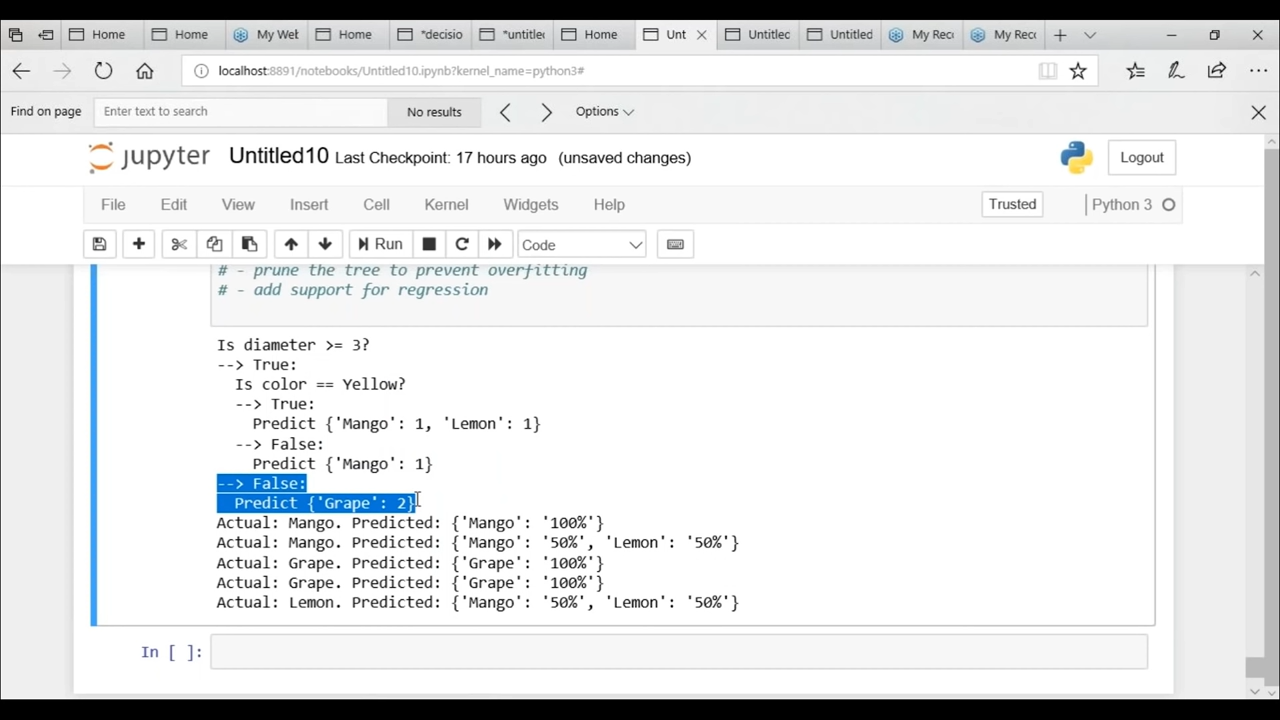 Home
Home
My Web
Home
*decisio
*untitle
Home
Unt
Untitlec
Untitled
My Rec
My Rec
localhost:8891/notebooks/Untitled10.ipynb?kernel_name=python3#
Find on page
Enter text to search
No results
Options
jupyter
Untitled10 Last Checkpoint: 17 hours ago (unsaved changes)
Logout
File Edit View Insert Cell Kernel Widgets Help
Trusted
Python 3
Run
Code
# - prune the tree to prevent overfitting
# - add support for regression
Is diameter >= 3?
--> True:
  Is color == Yellow?
  --> True:
    Predict {'Mango': 1, 'Lemon': 1}
  --> False:
    Predict {'Mango': 1}
--> False:
  Predict {'Grape': 2}
Actual: Mango. Predicted: {'Mango': '100%'}
Actual: Mango. Predicted: {'Mango': '50%', 'Lemon': '50%'}
Actual: Grape. Predicted: {'Grape': '100%'}
Actual: Grape. Predicted: {'Grape': '100%'}
Actual: Lemon. Predicted: {'Mango': '50%', 'Lemon': '50%'}
In [ ]: